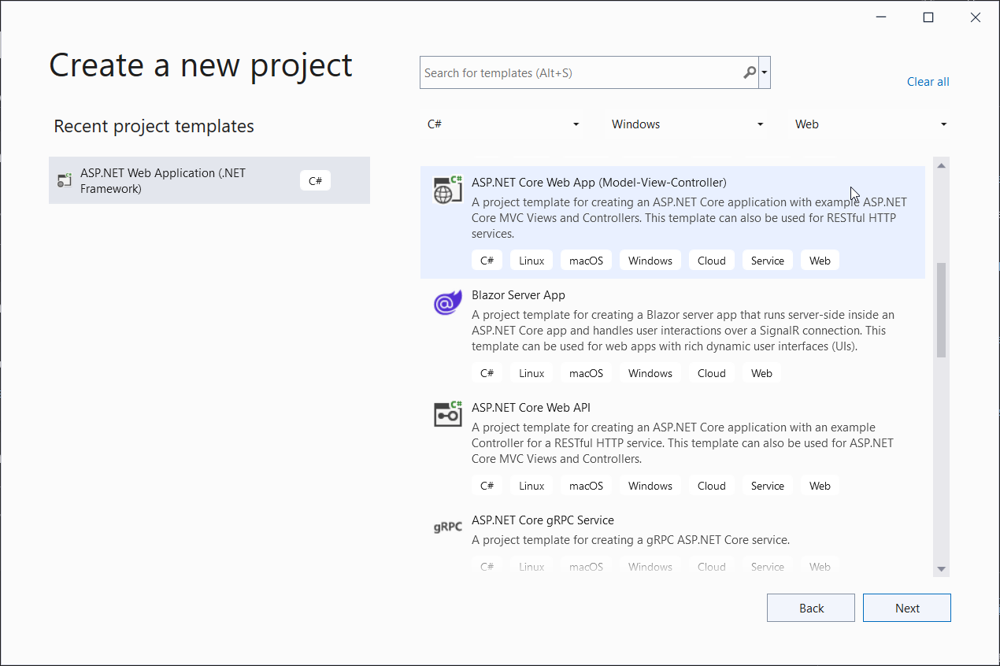 Create a new project
Search for templates (Alt+S)
Clear all
Recent project templates
C#
Windows
Web
ASP.NET Web Application (.NET
Framework)
C#
C#
ASP.NET Core Web App (Model-View-Controller)
A project template for creating an ASP.NET Core application with example ASP.NET
Core MVC Views and Controllers. This template can also be used for RESTful HTTP
services.
C# Linux macOS Windows Cloud Service Web
Blazor Server App
A project template for creating a Blazor server app that runs server-side inside an
ASP.NET Core app and handles user interactions over a SignalR connection. This
template can be used for web apps with rich dynamic user interfaces (UIs).
C# Linux macOS Windows Cloud Web
C#
ASP.NET Core Web API
A project template for creating an ASP.NET Core application with an example
Controller for a RESTful HTTP service. This template can also be used for ASP.NET
Core MVC Views and Controllers.
C# Linux macOS Windows Cloud Service Web
gRPC
ASP.NET Core gRPC Service
A project template for creating a gRPC ASP.NET Core service.
C# Linux macOS Windows Cloud Service Web
Back
Next